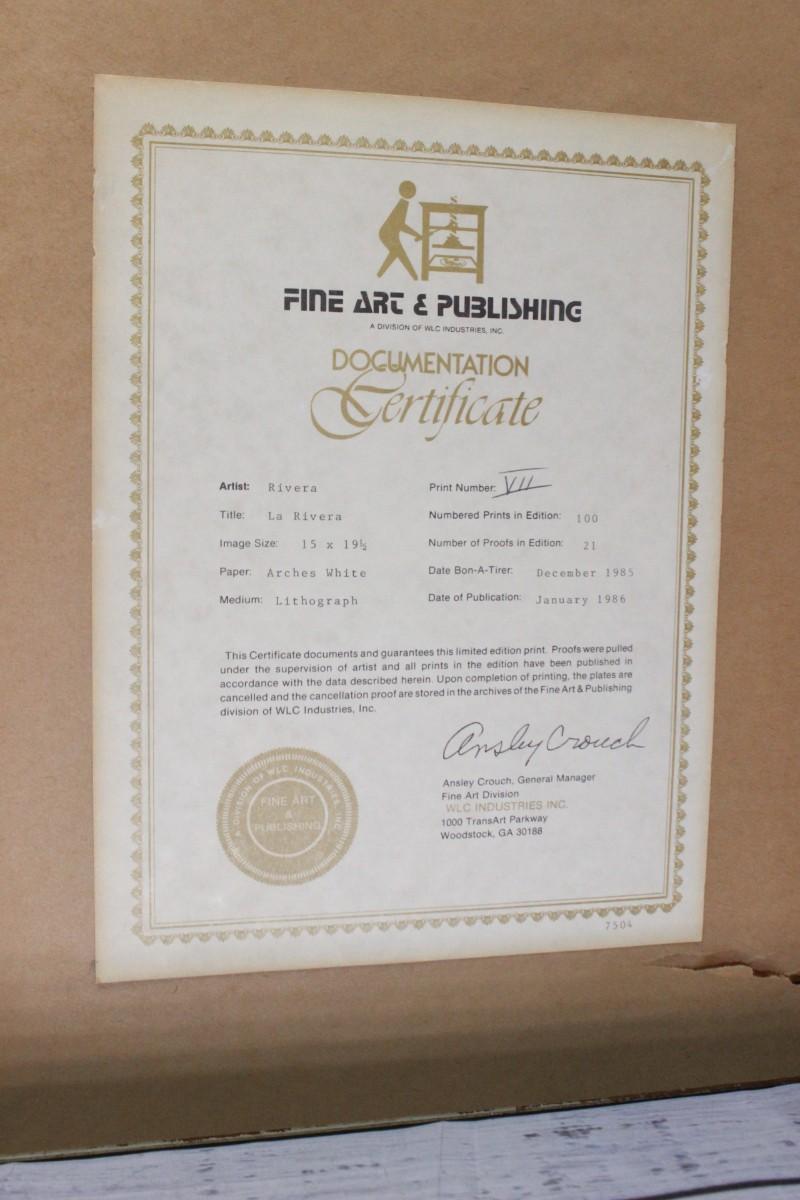 FINE ART & PUBLISHING
A DIVISION OF WLC INDUSTRIES, INC.
DOCUMENTATION
Certificate
Artist: Rivera
Title: La Rivera
Image Size: 15 x 19½
Paper: Arches White
Medium: Lithograph
Print Number: VII
Numbered Prints in Edition: 100
Number of Proofs in Edition: 21
Date Bon-A-Tirer: December 1985
Date of Publication: January 1986
This Certificate documents and guarantees this limited edition print. Proofs were pulled
under the supervision of artist and all prints in the edition have been published in
accordance with the data described herein. Upon completion of printing, the plates are
cancelled and the cancellation proof are stored in the archives of the Fine Art & Publishing
division of WLC Industries, Inc.
Ansley Crouch
Ansley Crouch, General Manager
Fine Art Division
WLC INDUSTRIES INC.
1000 TransArt Parkway
Woodstock, GA 30188
A DIVISION OF WLC INDUSTRIES, INC
FINE ART
&
PUBLISHING
7504